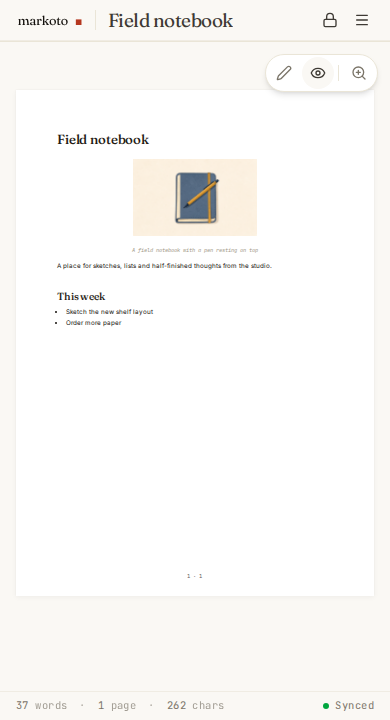 markoto
Field notebook
Field notebook
A field notebook with a pen resting on top
A place for sketches, lists and half-finished thoughts from the studio.
This week
• Sketch the new shelf layout
• Order more paper
1 - 1
37 words · 1 page · 262 chars
Synced